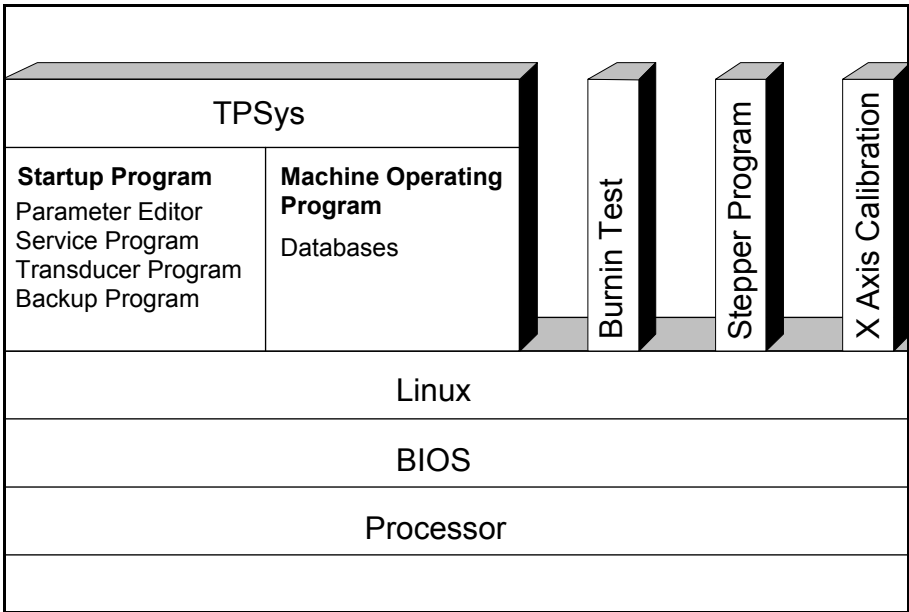 TPSys
Startup Program
Parameter Editor
Service Program
Transducer Program
Backup Program
Machine Operating
Program
Databases
Burnin Test
Stepper Program
X Axis Calibration
Linux
BIOS
Processor